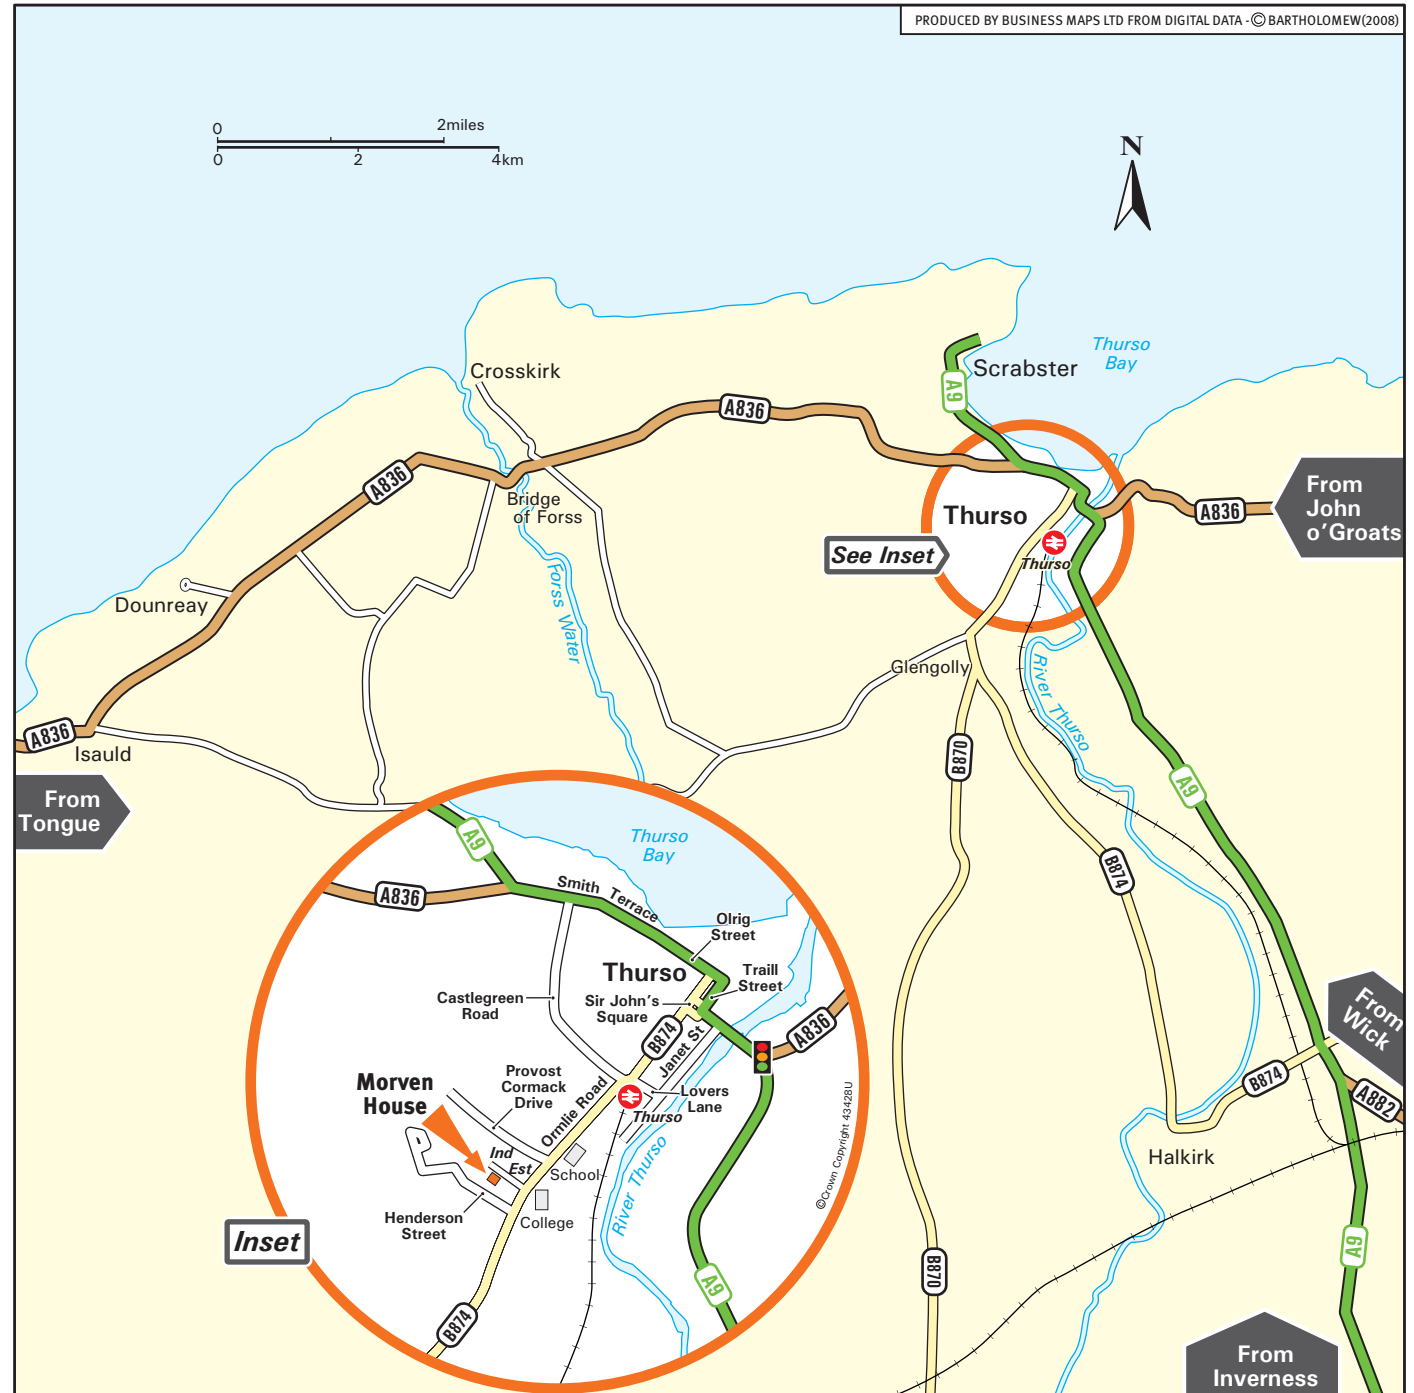 PRODUCED BY BUSINESS MAPS LTD FROM DIGITAL DATA - © BARTHOLOMEW(2008)
0
2miles
0
2
4km
N
Thurso
Bay
Scrabster
Crosskirk
A9
A836
A836
Bridge
of Forss
Thurso
See Inset
Thurso
A836
From
John
o'Groats
Dounreay
Forss Water
Glengolly
River Thurso
A836
Isauld
B870
A9
From
Tongue
B874
From
Wick
B874
A882
Halkirk
A9
B870
From
Inverness
Inset
A9
Thurso
Bay
A836
Smith Terrace
Olrig
Street
Thurso
Traill
Street
Castlegreen
Road
Sir John's
Square
B874
Janet St
A836
Morven
House
Provost
Cormack
Drive
Ormlie Road
Lovers
Lane
Thurso
Ind
Est
School
River Thurso
Henderson
Street
College
A9
B874
©Crown Copyright 43428U